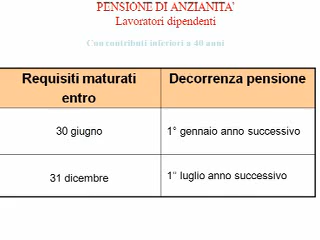 PENSIONE DI ANZIANITA'
Lavoratori dipendenti
Con contributi inferiori a 40 anni
Requisiti maturati entro
Decorrenza pensione
30 giugno
1° gennaio anno successivo
31 dicembre
1° luglio anno successivo